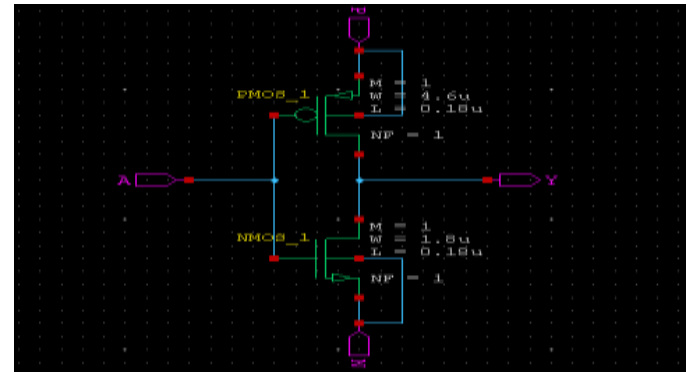 M = 1
PMOS_1
W = 4.6u
L = 0.18u
NF = 1
A
Y
M = 1
NMOS_1
W = 1.8u
L = 0.18u
NF = 1